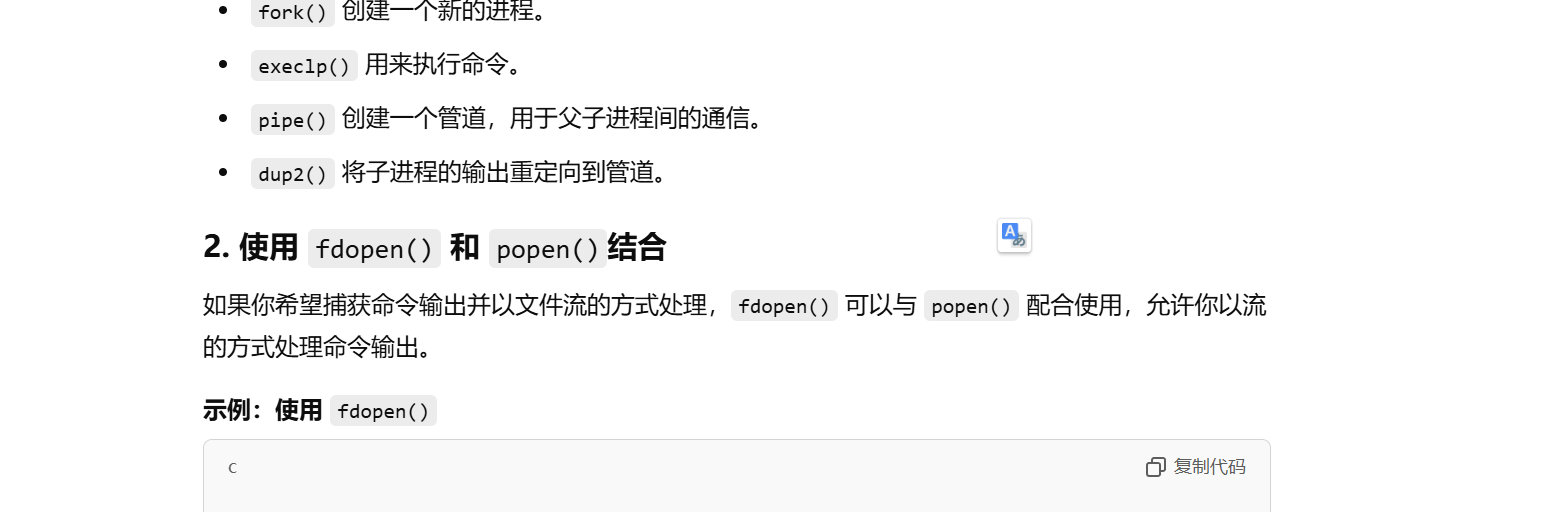 • fork() 创建一个新的进程。
• execlp() 用来执行命令。
• pipe() 创建一个管道，用于父子进程间的通信。
• dup2() 将子进程的输出重定向到管道。
2. 使用 fdopen() 和 popen()结合
如果你希望捕获命令输出并以文件流的方式处理，fdopen() 可以与 popen() 配合使用，允许你以流
的方式处理命令输出。
示例：使用 fdopen()
c 复制代码